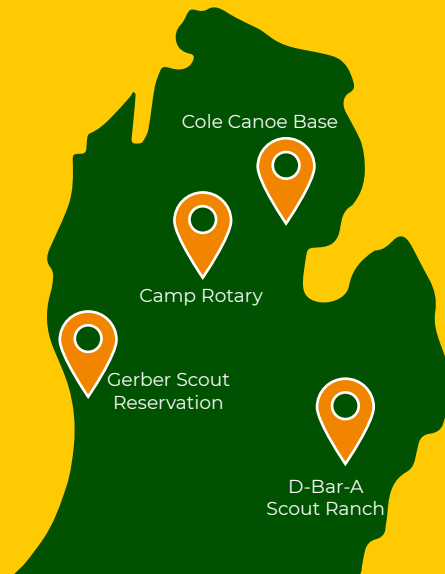 Cole Canoe Base
Camp Rotary
Gerber Scout
Reservation
D-Bar-A
Scout Ranch